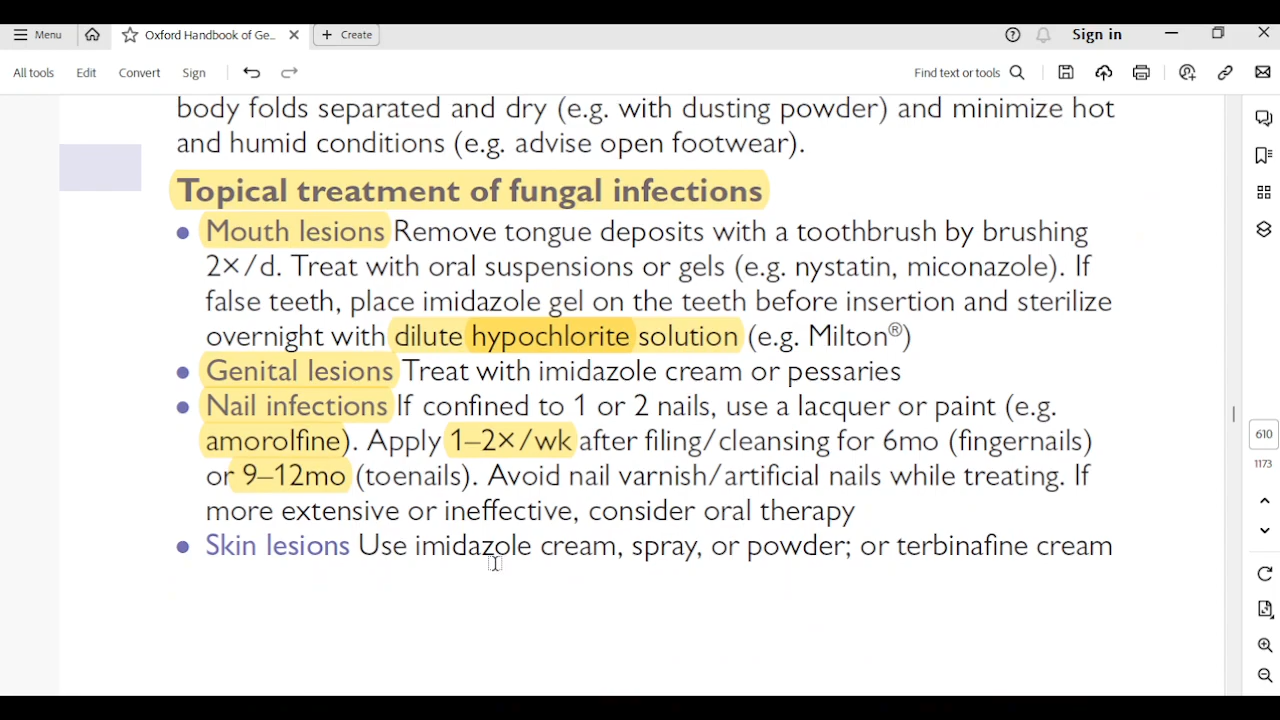 Menu
Oxford Handbook of Ge...
Create
Sign in
All tools
Edit
Convert
Sign
Find text or tools
body folds separated and dry (e.g. with dusting powder) and minimize hot
and humid conditions (e.g. advise open footwear).
Topical treatment of fungal infections
• Mouth lesions Remove tongue deposits with a toothbrush by brushing
2×/d. Treat with oral suspensions or gels (e.g. nystatin, miconazole). If
false teeth, place imidazole gel on the teeth before insertion and sterilize
overnight with dilute hypochlorite solution (e.g. Milton®)
• Genital lesions Treat with imidazole cream or pessaries
• Nail infections If confined to 1 or 2 nails, use a lacquer or paint (e.g.
amorolfine). Apply 1–2×/wk after filing/cleansing for 6mo (fingernails)
or 9–12mo (toenails). Avoid nail varnish/artificial nails while treating. If
more extensive or ineffective, consider oral therapy
• Skin lesions Use imidazole cream, spray, or powder; or terbinafine cream
610
1173